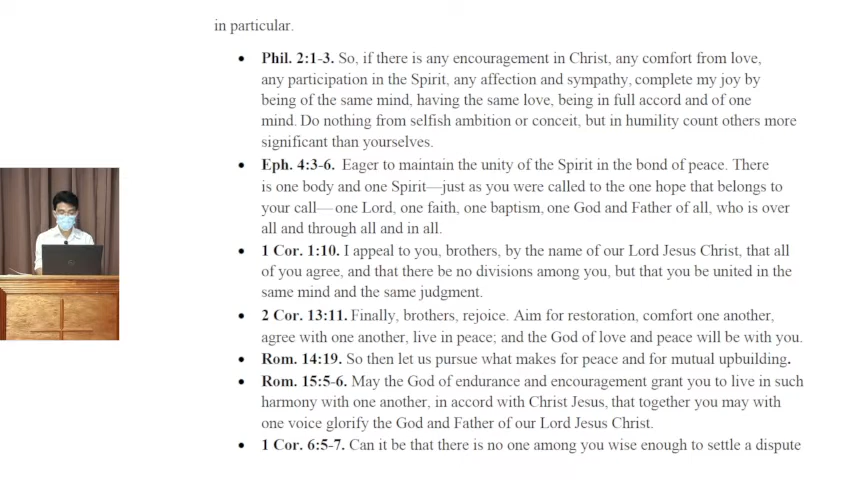 in particular.
• Phil. 2:1-3. So, if there is any encouragement in Christ, any comfort from love,
any participation in the Spirit, any affection and sympathy, complete my joy by
being of the same mind, having the same love, being in full accord and of one
mind. Do nothing from selfish ambition or conceit, but in humility count others more
significant than yourselves.
• Eph. 4:3-6. Eager to maintain the unity of the Spirit in the bond of peace. There
is one body and one Spirit—just as you were called to the one hope that belongs to
your call— one Lord, one faith, one baptism, one God and Father of all, who is over
all and through all and in all.
• 1 Cor. 1:10. I appeal to you, brothers, by the name of our Lord Jesus Christ, that all
of you agree, and that there be no divisions among you, but that you be united in the
same mind and the same judgment.
• 2 Cor. 13:11. Finally, brothers, rejoice. Aim for restoration, comfort one another,
agree with one another, live in peace; and the God of love and peace will be with you.
• Rom. 14:19. So then let us pursue what makes for peace and for mutual upbuilding.
• Rom. 15:5-6. May the God of endurance and encouragement grant you to live in such
harmony with one another, in accord with Christ Jesus, that together you may with
one voice glorify the God and Father of our Lord Jesus Christ.
• 1 Cor. 6:5-7. Can it be that there is no one among you wise enough to settle a dispute